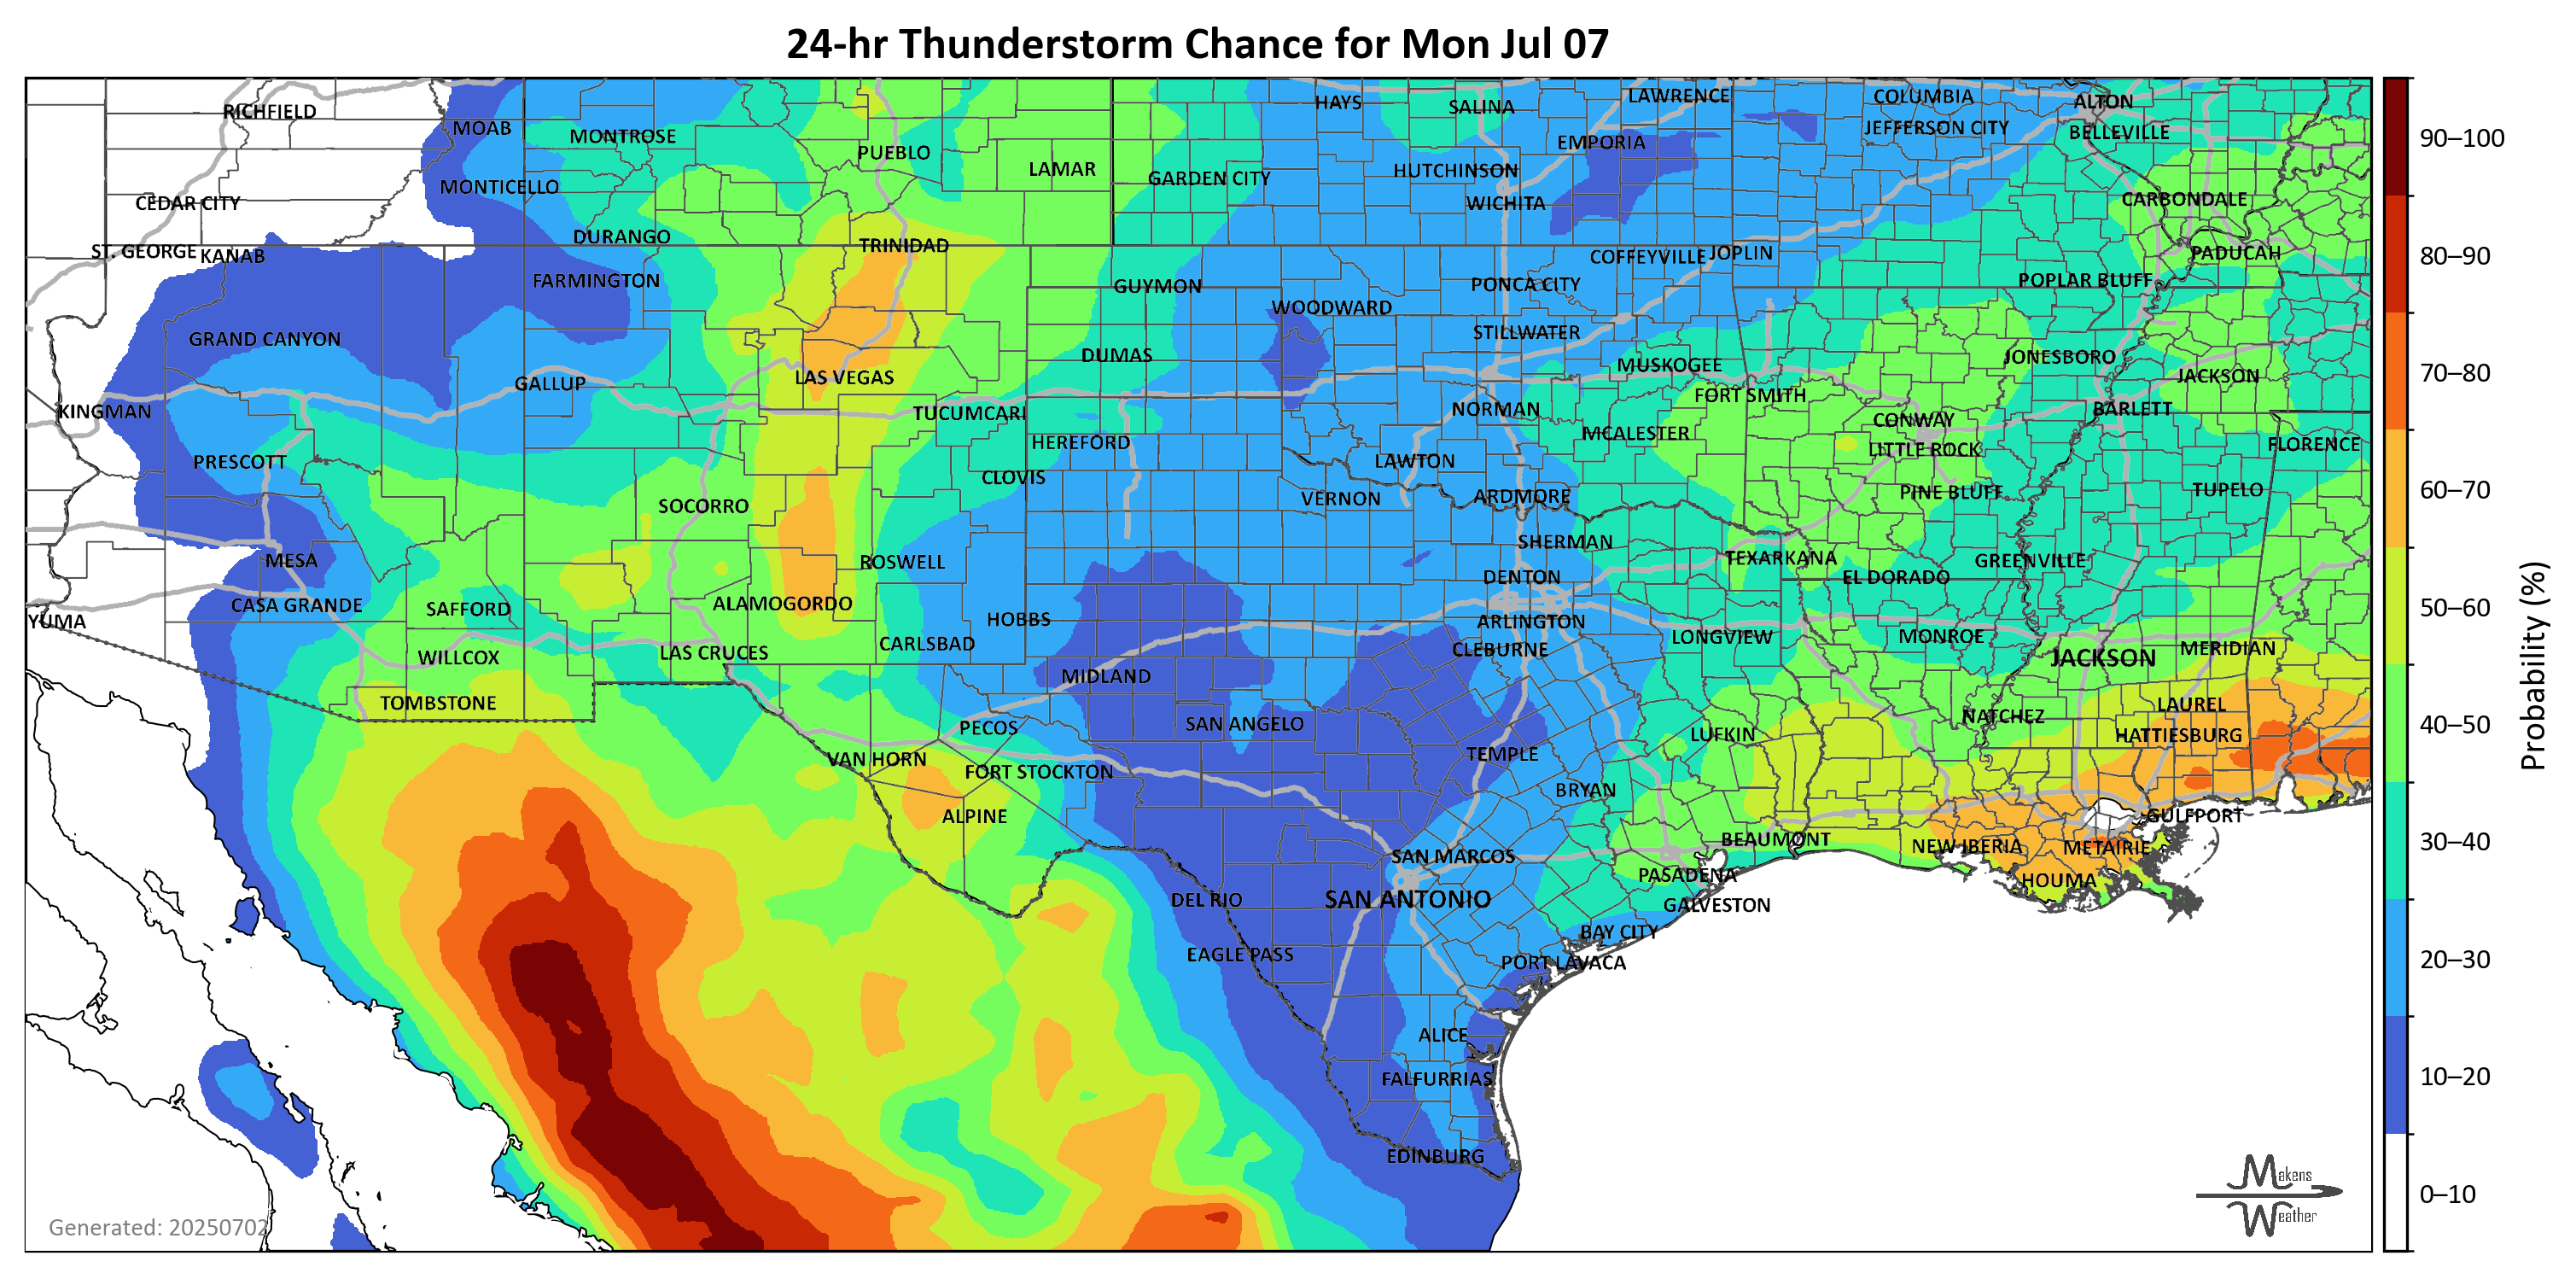 24-hr Thunderstorm Chance for Mon Jul 07
RICHFIELD
MOAB
MONTROSE
PUEBLO
LAMAR
GARDEN CITY
HAYS
SALINA
LAWRENCE
COLUMBIA
ALTON
EMPORIA
JEFFERSON CITY
BELLEVILLE
HUTCHINSON
MONTICELLO
CEDAR CITY
WICHITA
CARBONDALE
DURANGO
TRINIDAD
ST. GEORGE
KANAB
COFFEYVILLE
JOPLIN
PADUCAH
FARMINGTON
GUYMON
PONCA CITY
POPLAR BLUFF
WOODWARD
GRAND CANYON
STILLWATER
DUMAS
MUSKOGEE
JONESBORO
GALLUP
LAS VEGAS
JACKSON
FORT SMITH
KINGMAN
TUCUMCARI
NORMAN
CONWAY
BARLETT
HEREFORD
MCALESTER
LITTLE ROCK
FLORENCE
PRESCOTT
CLOVIS
LAWTON
SOCORRO
VERNON
ARDMORE
PINE BLUFF
TUPELO
MESA
ROSWELL
SHERMAN
TEXARKANA
GREENVILLE
DENTON
EL DORADO
CASA GRANDE
SAFFORD
ALAMOGORDO
YUMA
HOBBS
ARLINGTON
WILLCOX
LAS CRUCES
CARLSBAD
CLEBURNE
LONGVIEW
MONROE
JACKSON
MERIDIAN
MIDLAND
TOMBSTONE
PECOS
SAN ANGELO
NATCHEZ
LAUREL
LUFKIN
HATTIESBURG
VAN HORN
FORT STOCKTON
TEMPLE
BRYAN
ALPINE
GULFPORT
SAN MARCOS
BEAUMONT
NEW IBERIA
METAIRIE
PASADENA
HOUMA
DEL RIO
SAN ANTONIO
GALVESTON
BAY CITY
EAGLE PASS
PORT LAVACA
ALICE
FALFURRIAS
EDINBURG
Generated: 20250702
Makens
Weather
90–100
80–90
70–80
60–70
50–60
40–50
30–40
20–30
10–20
0–10
Probability (%)